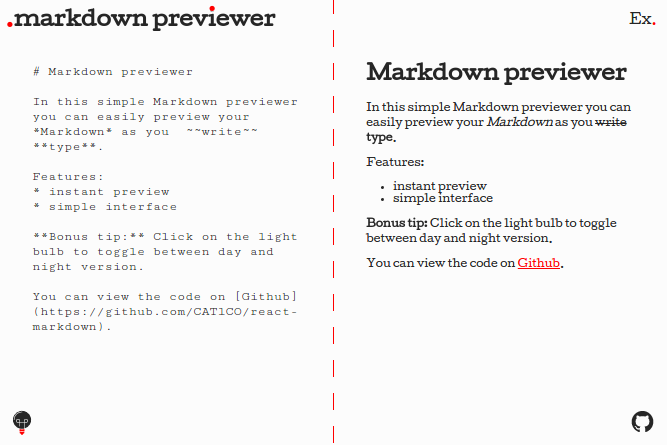 .markdown previewer
Ex.
# Markdown previewer
In this simple Markdown previewer
you can easily preview your
*Markdown* as you  ~~write~~
**type**.
Features:
* instant preview
* simple interface
**Bonus tip:** Click on the light
bulb to toggle between day and
night version.
You can view the code on [Github]
(https://github.com/CAT1CO/react-
markdown).
Markdown previewer
In this simple Markdown previewer you can
easily preview your Markdown as you write
type.
Features:
• instant preview
• simple interface
Bonus tip: Click on the light bulb to toggle
between day and night version.
You can view the code on Github.